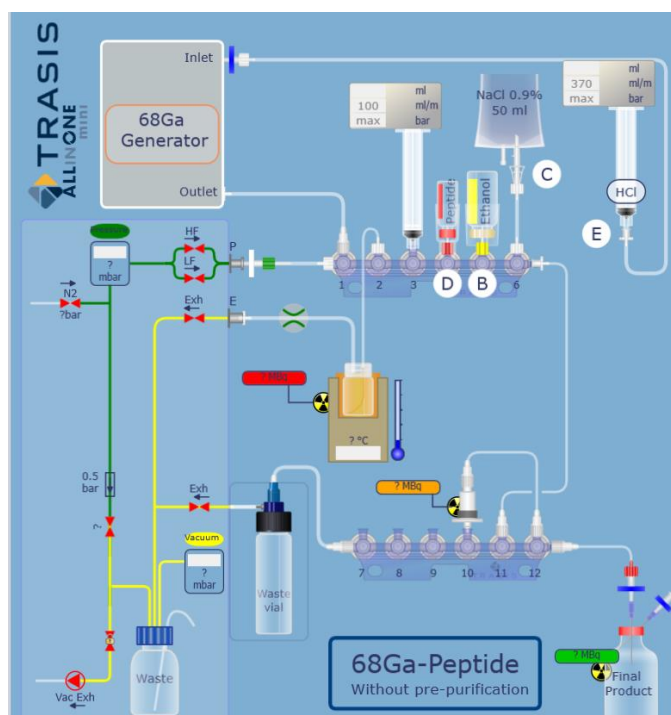 TRASIS
ALL IN ONE
mini
Inlet
68Ga
Generator
Outlet
100
max
ml
ml/m
bar
NaCl 0.9%
50 ml
370
max
ml
ml/m
bar
HCl
Peptide
Ethanol
C
E
D
B
1
2
3
6
Pressure
?
mbar
HF
LF
P
N2
?bar
Exh
E
? MBq
? °C
0.5
bar
?
Exh
Vacuum
?
mbar
? MBq
Waste
vial
7
8
9
10
11
12
Waste
Vac Exh
68Ga-Peptide
Without pre-purification
? MBq
Final
Product